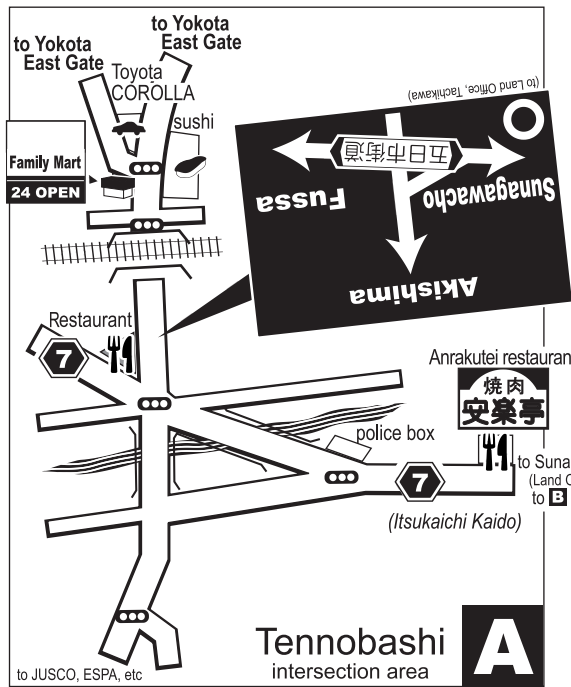 to Yokota
East Gate
to Yokota
East Gate
Toyota
COROLLA
sushi
Family Mart
24 OPEN
(to Land Office, Tachikawa)
五日市街道
Fussa
Sunagawacho
Akishima
Restaurant
7
Anrakutei restauran
焼肉
安楽亭
police box
7
to Suna
(Land O
to B
(Itsukaichi Kaido)
Tennobashi
intersection area
A
to JUSCO, ESPA, etc